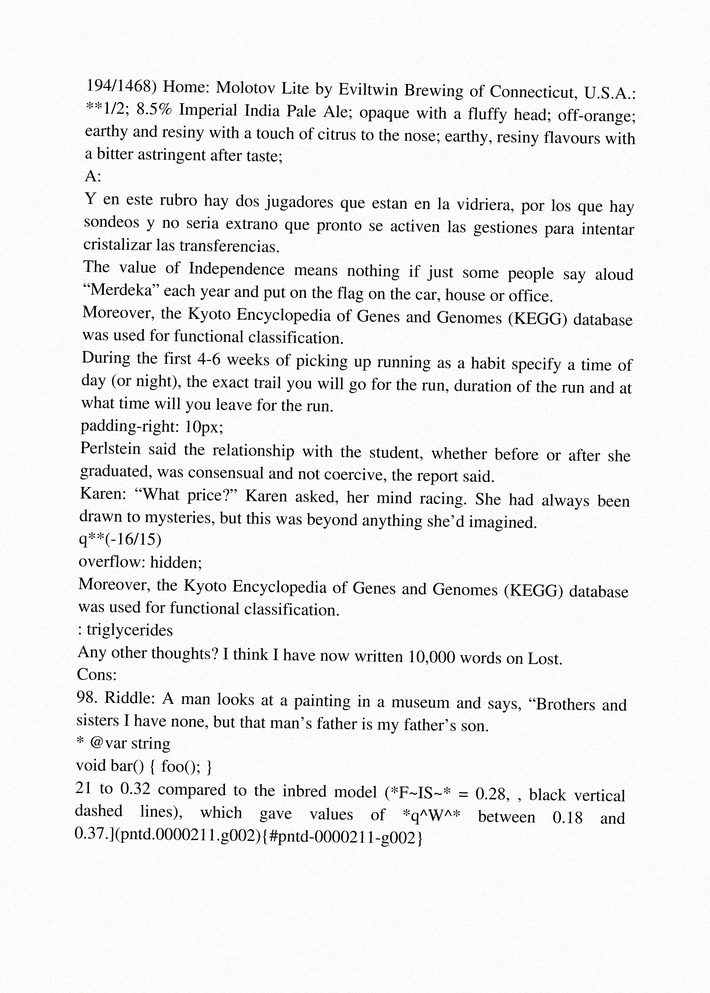 194/1468) Home: Molotov Lite by Eviltwin Brewing of Connecticut, U.S.A.:
**1/2; 8.5% Imperial India Pale Ale; opaque with a fluffy head; off-orange;
earthy and resiny with a touch of citrus to the nose; earthy, resiny flavours with
a bitter astringent after taste;
A:
Y en este rubro hay dos jugadores que estan en la vidriera, por los que hay
sondeos y no seria extrano que pronto se activen las gestiones para intentar
cristalizar las transferencias.
The value of Independence means nothing if just some people say aloud
“Merdeka” each year and put on the flag on the car, house or office.
Moreover, the Kyoto Encyclopedia of Genes and Genomes (KEGG) database
was used for functional classification.
During the first 4-6 weeks of picking up running as a habit specify a time of
day (or night), the exact trail you will go for the run, duration of the run and at
what time will you leave for the run.
padding-right: 10px;
Perlstein said the relationship with the student, whether before or after she
graduated, was consensual and not coercive, the report said.
Karen: “What price?” Karen asked, her mind racing. She had always been
drawn to mysteries, but this was beyond anything she’d imagined.
q**(-16/15)
overflow: hidden;
Moreover, the Kyoto Encyclopedia of Genes and Genomes (KEGG) database
was used for functional classification.
: triglycerides
Any other thoughts? I think I have now written 10,000 words on Lost.
Cons:
98. Riddle: A man looks at a painting in a museum and says, “Brothers and
sisters I have none, but that man’s father is my father’s son.
* @var string
void bar() { foo(); }
21 to 0.32 compared to the inbred model (*F~IS~* = 0.28, , black vertical
dashed lines), which gave values of *q^W^* between 0.18 and
0.37.](pntd.0000211.g002){#pntd-0000211-g002}